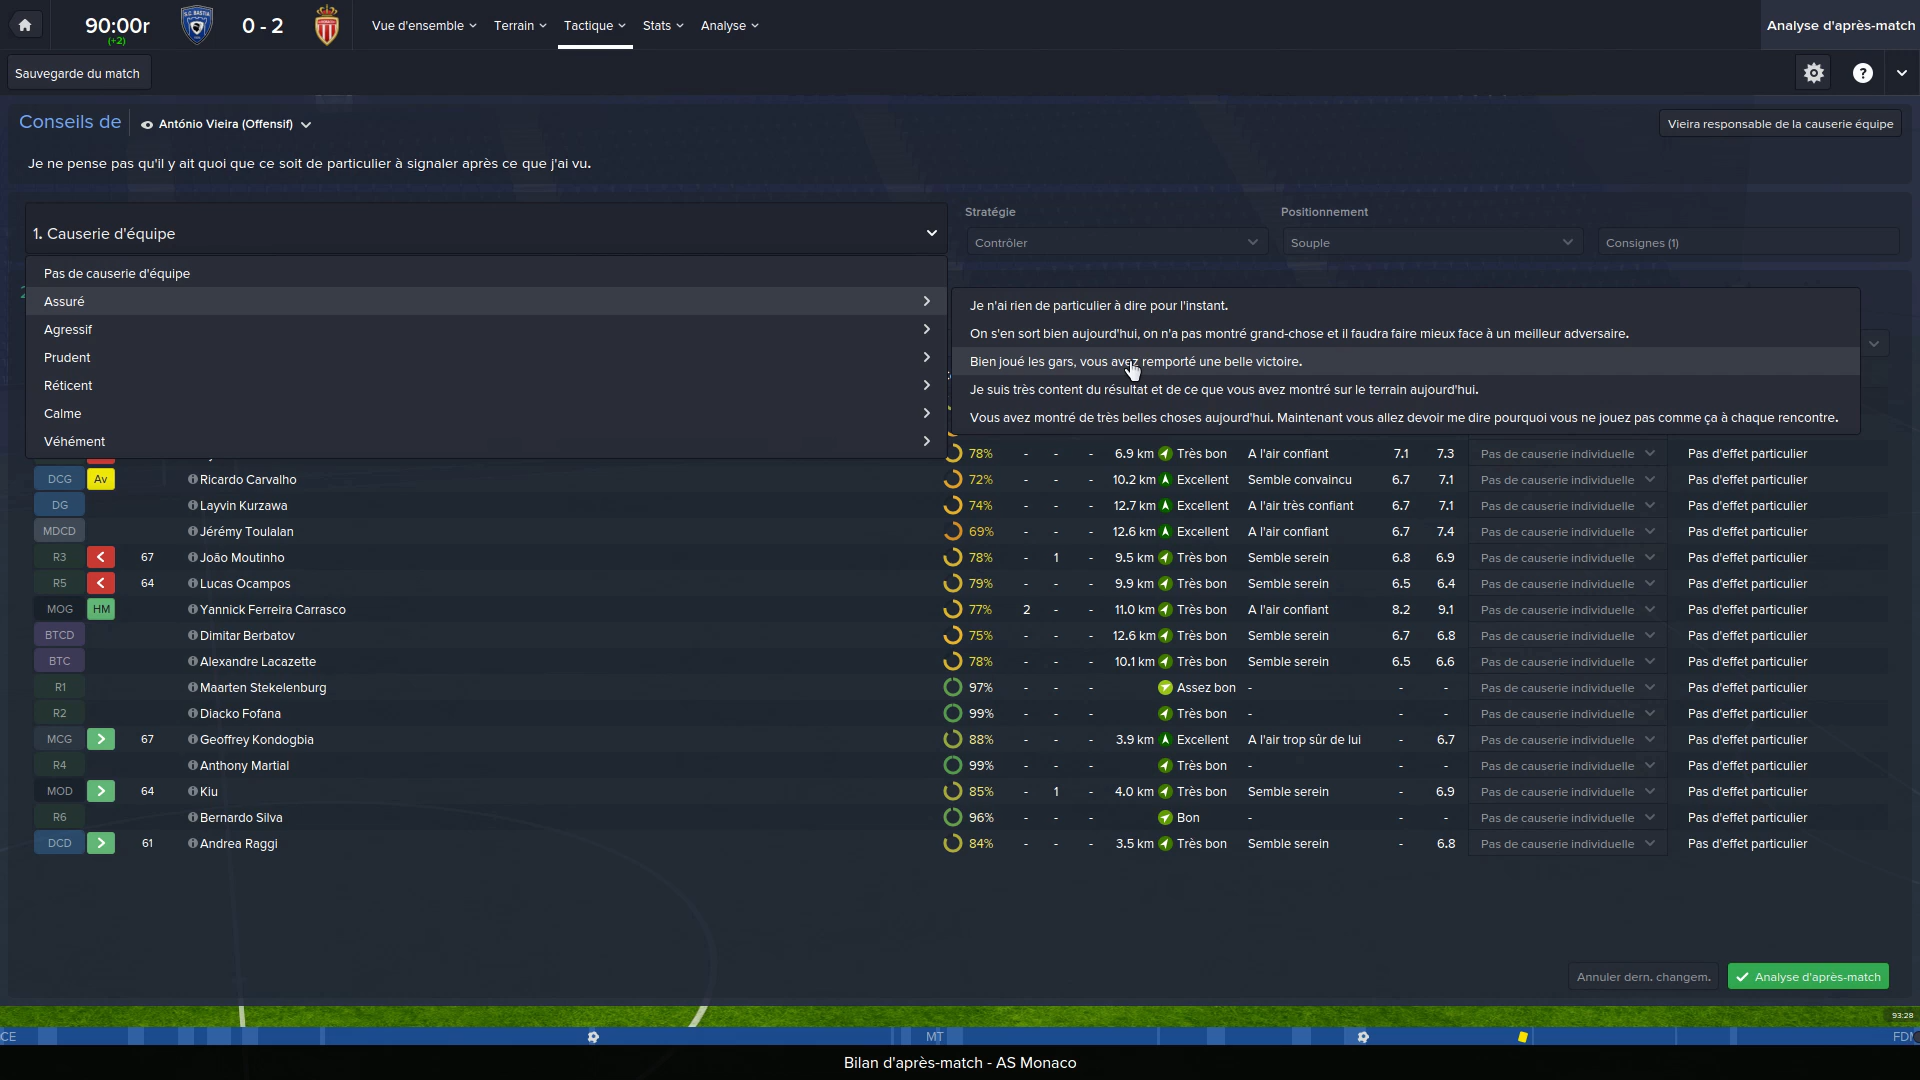 90:00r
(+2)
0 - 2
Vue d'ensemble
Terrain
Tactique
Stats
Analyse
Analyse d'après-match
Sauvegarde du match
Conseils de
António Vieira (Offensif)
Vieira responsable de la causerie équipe
Je ne pense pas qu'il y ait quoi que ce soit de particulier à signaler après ce que j'ai vu.
1. Causerie d'équipe
Stratégie
Positionnement
Contrôler
Souple
Consignes (1)
Pas de causerie d'équipe
Assuré
Agressif
Prudent
Réticent
Calme
Véhément
Je n'ai rien de particulier à dire pour l'instant.
On s'en sort bien aujourd'hui, on n'a pas montré grand-chose et il faudra faire mieux face à un meilleur adversaire.
Bien joué les gars, vous avez remporté une belle victoire.
Je suis très content du résultat et de ce que vous avez montré sur le terrain aujourd'hui.
Vous avez montré de très belles choses aujourd'hui. Maintenant vous allez devoir me dire pourquoi vous ne jouez pas comme ça à chaque rencontre.
78% - - - 6.9 km Très bon A l'air confiant 7.1 7.3 Pas de causerie individuelle Pas d'effet particulier
DCG Av Ricardo Carvalho 72% - - - 10.2 km Excellent Semble convaincu 6.7 7.1 Pas de causerie individuelle Pas d'effet particulier
DG Layvin Kurzawa 74% - - - 12.7 km Excellent A l'air très confiant 6.7 7.1 Pas de causerie individuelle Pas d'effet particulier
MDCD Jérémy Toulalan 69% - - - 12.6 km Excellent A l'air confiant 6.7 7.4 Pas de causerie individuelle Pas d'effet particulier
R3 67 João Moutinho 78% - 1 - 9.5 km Très bon Semble serein 6.8 6.9 Pas de causerie individuelle Pas d'effet particulier
R5 64 Lucas Ocampos 79% - - - 9.9 km Très bon Semble serein 6.5 6.4 Pas de causerie individuelle Pas d'effet particulier
MOG HM Yannick Ferreira Carrasco 77% 2 - - 11.0 km Très bon A l'air confiant 8.2 9.1 Pas de causerie individuelle Pas d'effet particulier
BTCD Dimitar Berbatov 75% - - - 12.6 km Très bon Semble serein 6.7 6.8 Pas de causerie individuelle Pas d'effet particulier
BTC Alexandre Lacazette 78% - - - 10.1 km Très bon Semble serein 6.5 6.6 Pas de causerie individuelle Pas d'effet particulier
R1 Maarten Stekelenburg 97% - - - Assez bon - - - Pas de causerie individuelle Pas d'effet particulier
R2 Diacko Fofana 99% - - - Très bon - - - Pas de causerie individuelle Pas d'effet particulier
MCG 67 Geoffrey Kondogbia 88% - - - 3.9 km Excellent A l'air trop sûr de lui - 6.7 Pas de causerie individuelle Pas d'effet particulier
R4 Anthony Martial 99% - - - Très bon - - - Pas de causerie individuelle Pas d'effet particulier
MOD 64 Kiu 85% - 1 - 4.0 km Très bon Semble serein - 6.9 Pas de causerie individuelle Pas d'effet particulier
R6 Bernardo Silva 96% - - - Bon - - - Pas de causerie individuelle Pas d'effet particulier
DCD 61 Andrea Raggi 84% - - - 3.5 km Très bon Semble serein - 6.8 Pas de causerie individuelle Pas d'effet particulier
Annuler dern. changem.
Analyse d'après-match
93:28
CE
MT
FDM
Bilan d'après-match - AS Monaco